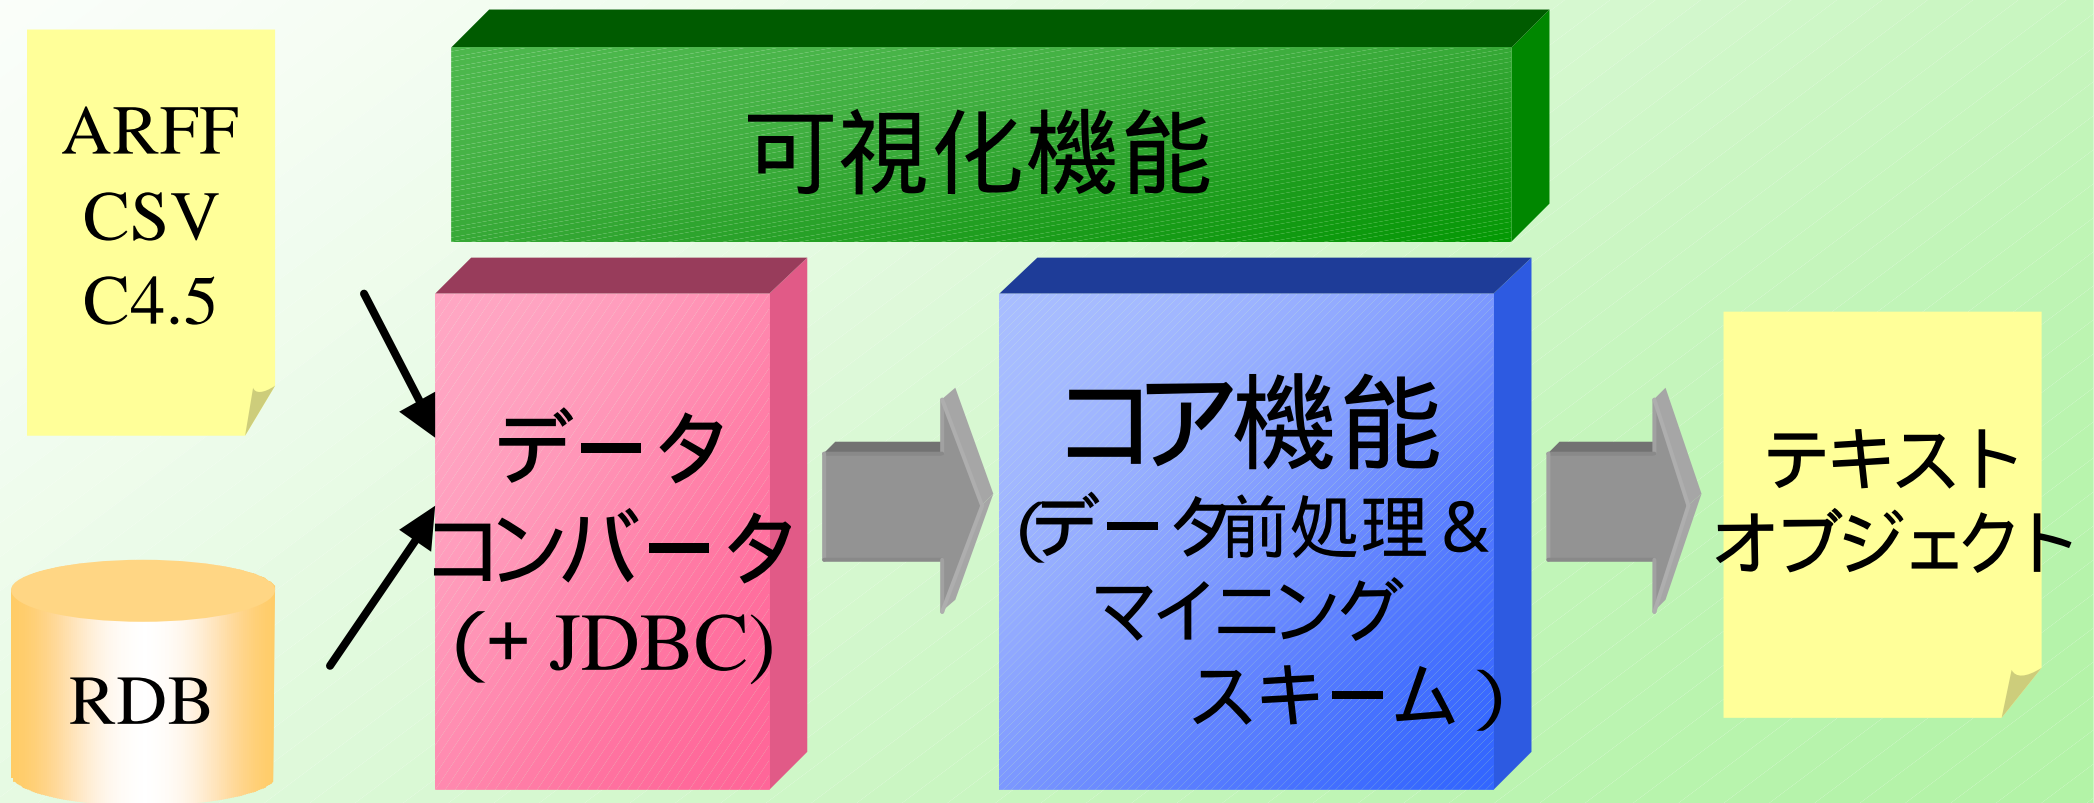 ARFF
CSV
C4.5
RDB
可視化機能
データ
コンバータ
(+ JDBC)
コア機能
(データ前処理＆
マイニング
スキーム)
テキスト
オブジェクト